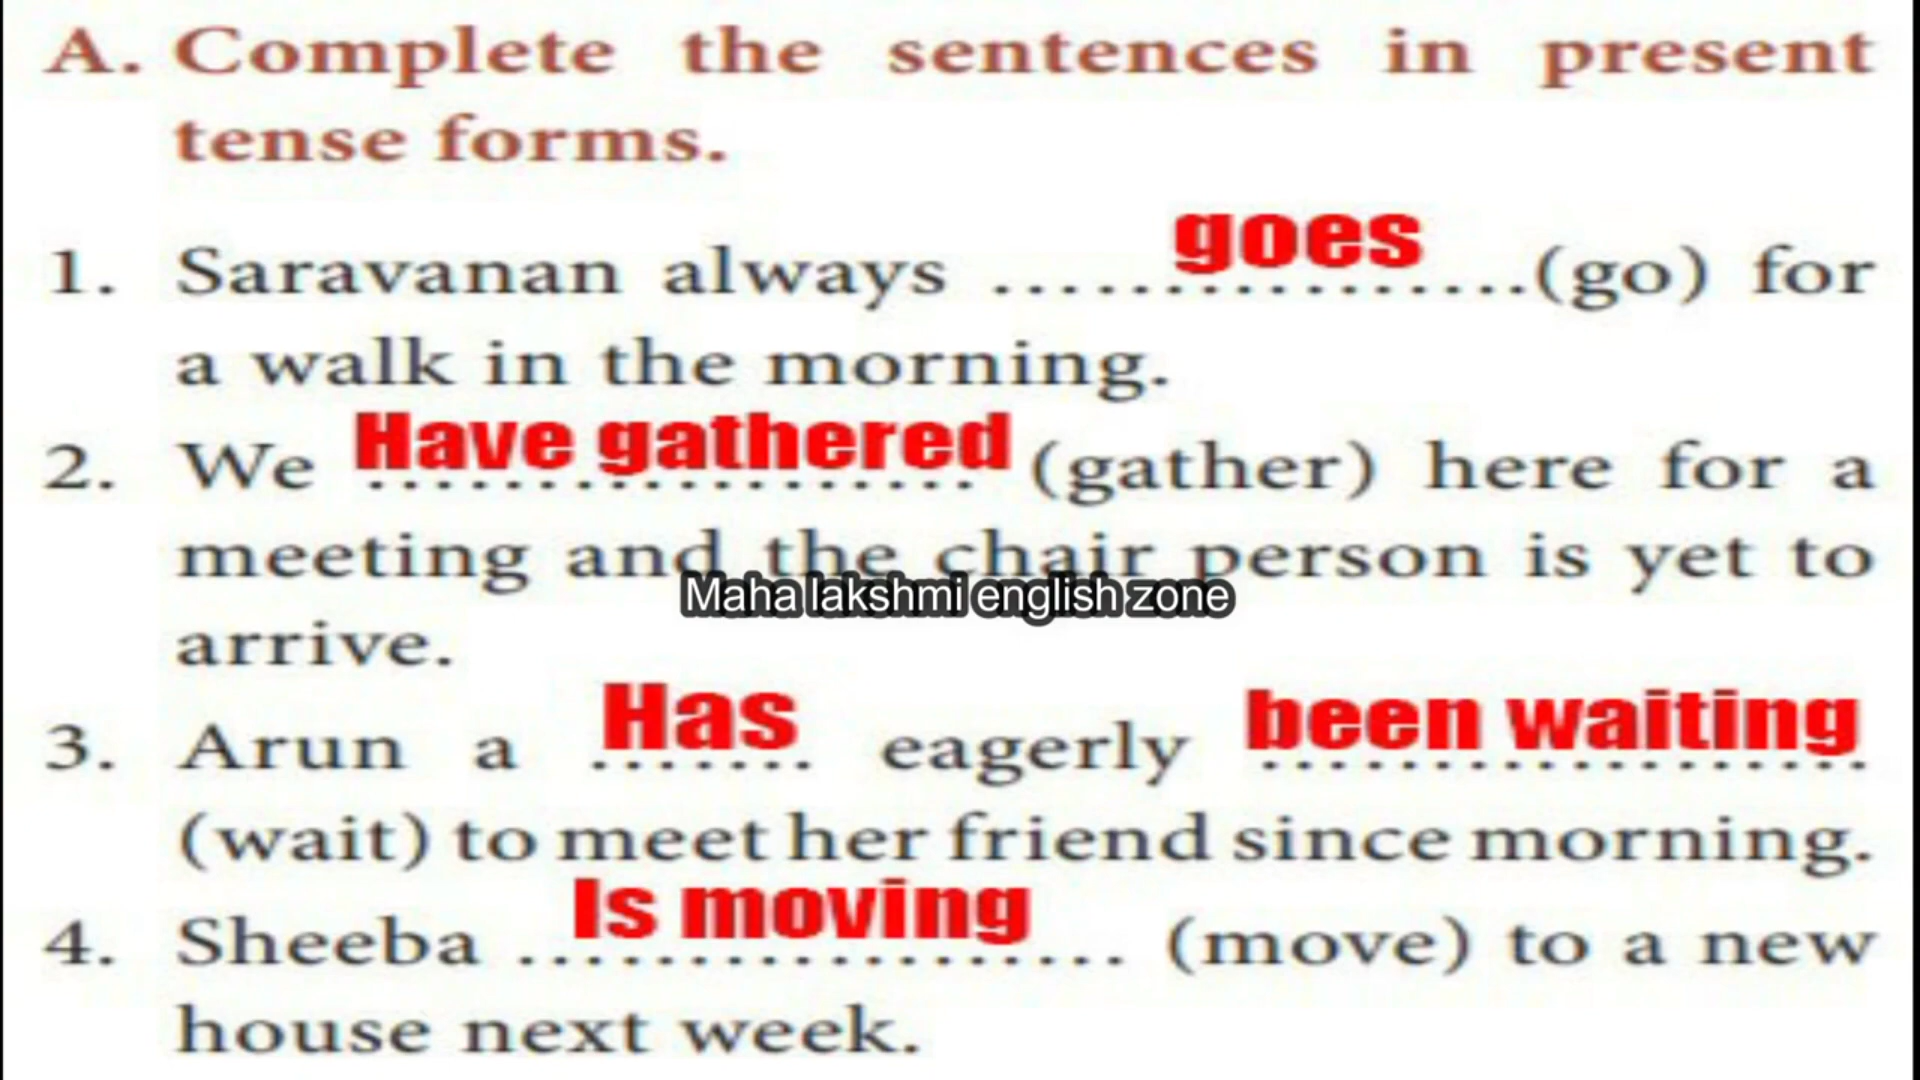 A. Complete the sentences in present
tense forms.
1. Saravanan always ................goes(go) for
a walk in the morning.
2. We Have gathered .................. (gather) here for a
meeting and the chair person is yet to
Maha lakshmi english zone
arrive.
3. Arun a Has ....... eagerly been waiting ...................
(wait) to meet her friend since morning.
4. Sheeba Is moving .................. (move) to a new
house next week.